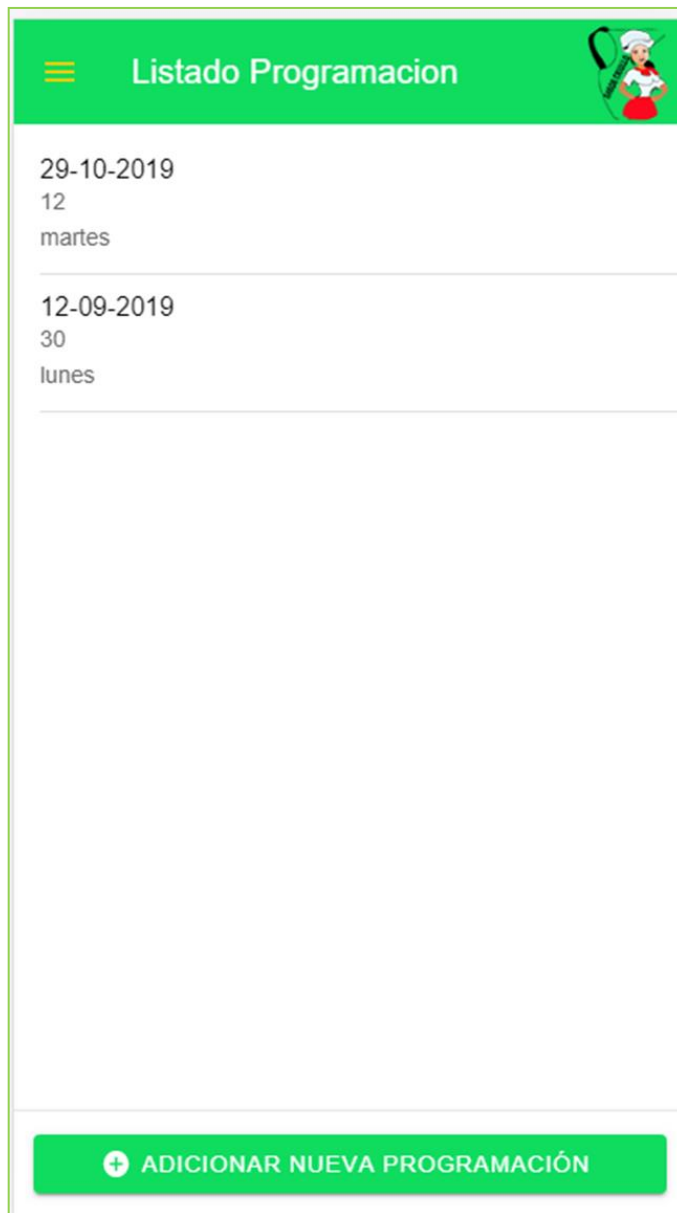 Listado Programacion
29-10-2019
12
martes
12-09-2019
30
lunes
ADICIONAR NUEVA PROGRAMACIÓN